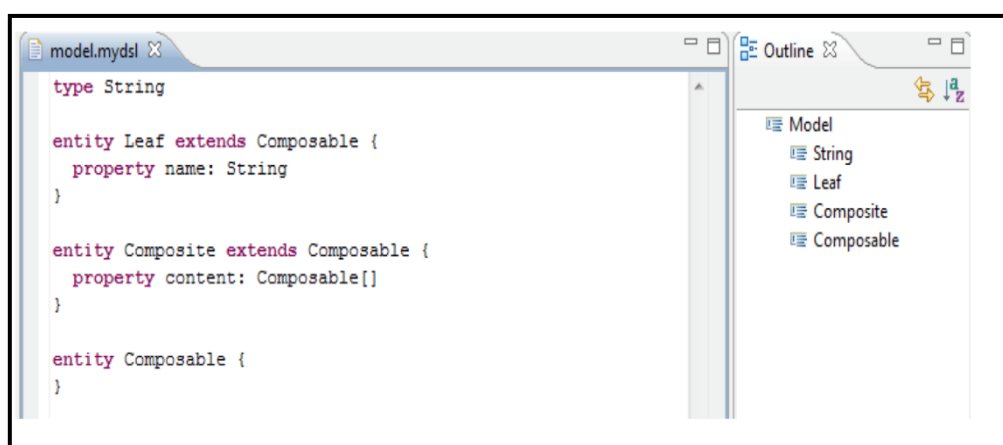 model.mydsl
type String
entity Leaf extends Composable {
  property name: String
}
entity Composite extends Composable {
  property content: Composable[]
}
entity Composable {
}
Outline
a
z
Model
String
Leaf
Composite
Composable